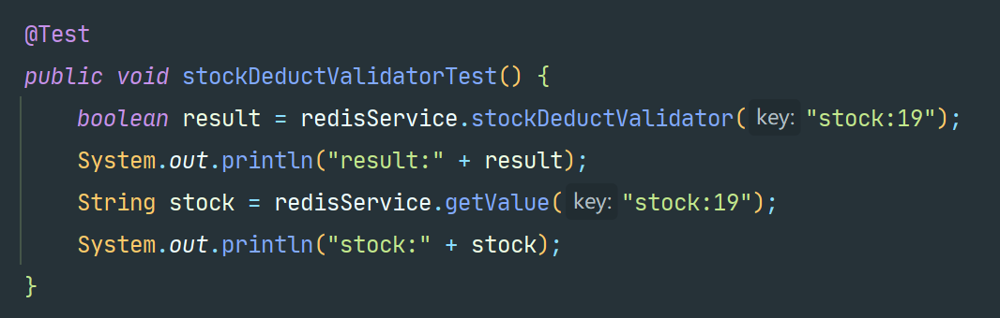 @Test
public void stockDeductValidatorTest() {
boolean result = redisService.stockDeductValidator( key: "stock:19");
System.out.println("result:" + result);
String stock = redisService.getValue( key: "stock:19");
System.out.println("stock:" + stock);
}